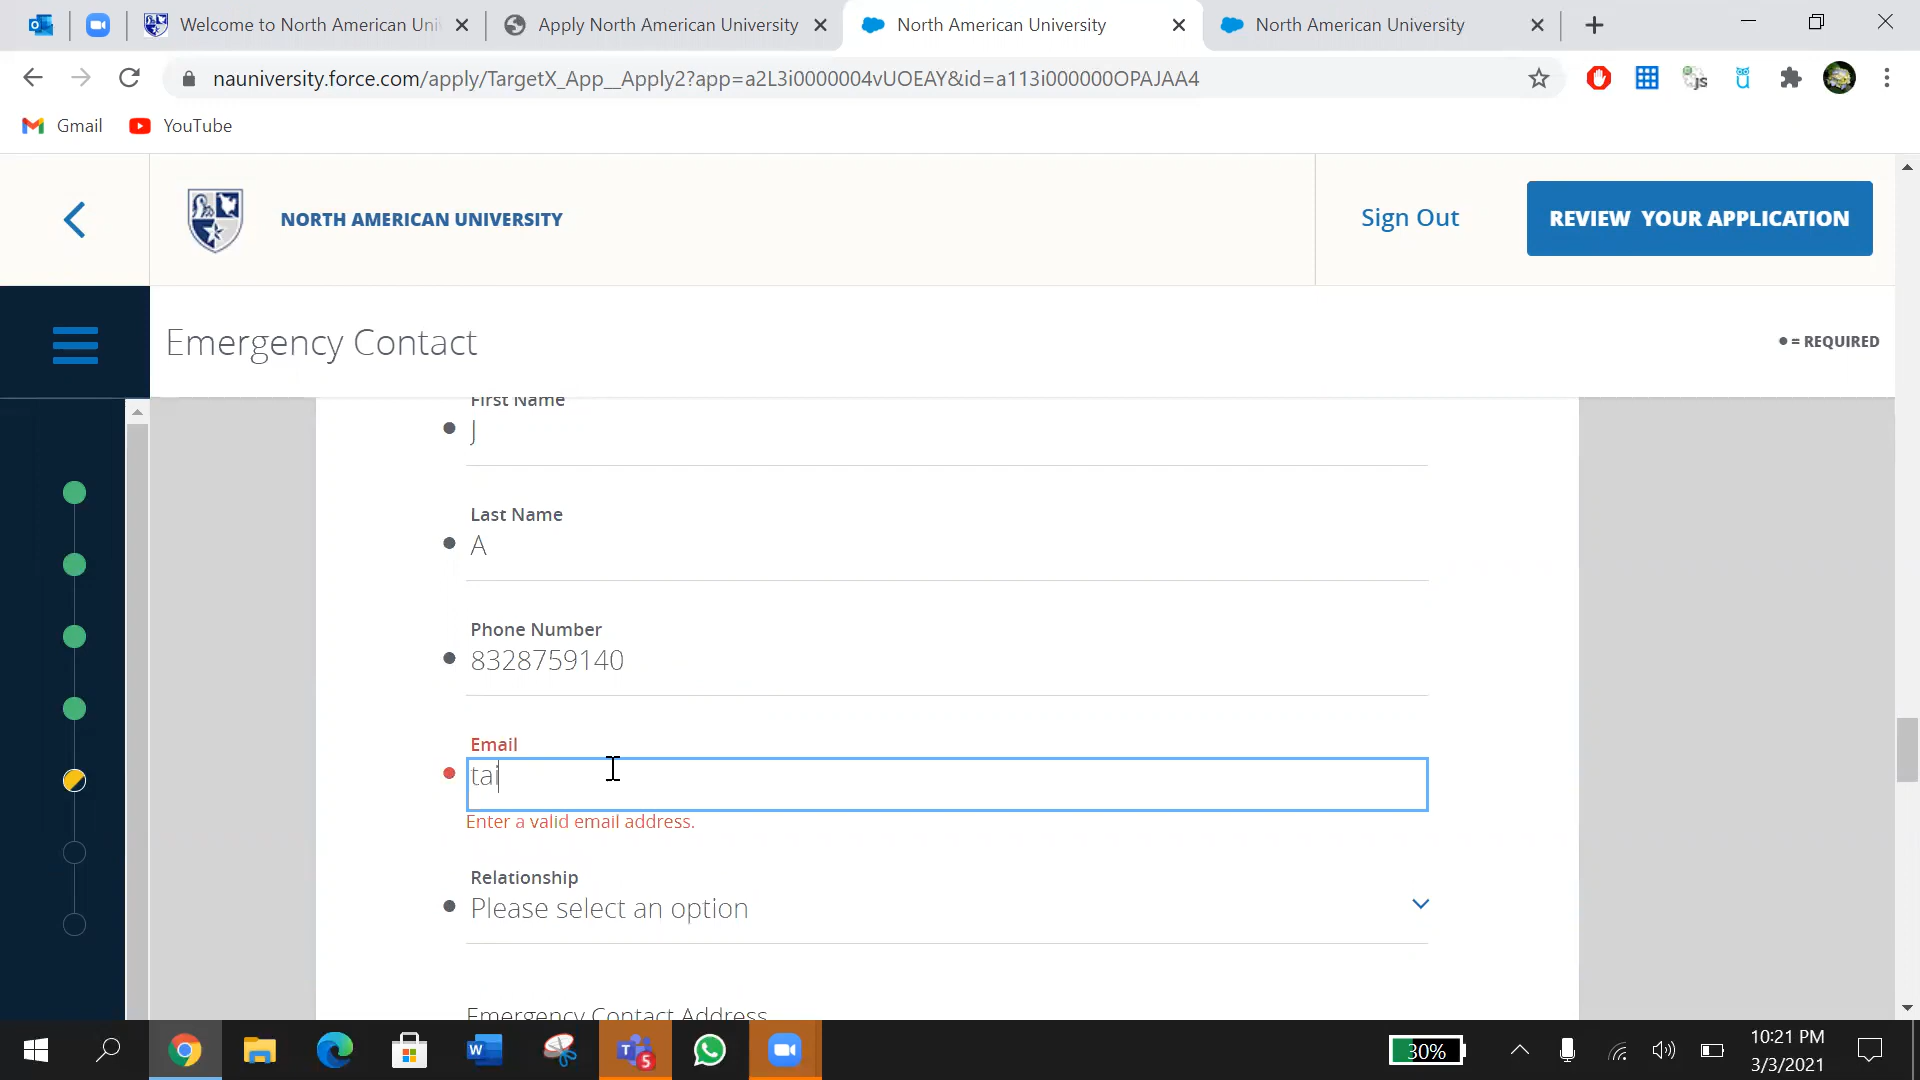 Welcome to North American Uni
Apply North American University
North American University
North American University
nauniversity.force.com/apply/TargetX_App__Apply2?app=a2L3i0000004vUOEAY&id=a113i000000OPAJAA4
JS
Gmail
YouTube
NORTH AMERICAN UNIVERSITY
Sign Out
REVIEW YOUR APPLICATION
Emergency Contact
= REQUIRED
First Name
J
Last Name
A
Phone Number
8328759140
Email
tai
Enter a valid email address.
Relationship
Please select an option
Emergency Contact Address
5
30%
10:21 PM
3/3/2021